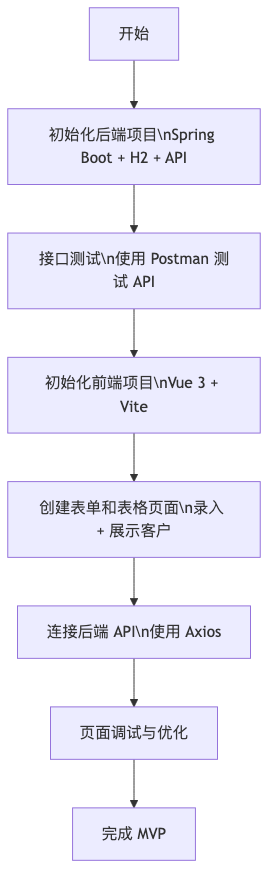 开始
初始化后端项目\nSpring
Boot + H2 + API
接口测试\n使用 Postman 测
试 API
初始化前端项目\nVue 3 +
Vite
创建表单和表格页面\n录入
+ 展示客户
连接后端 API\n使用 Axios
页面调试与优化
完成 MVP